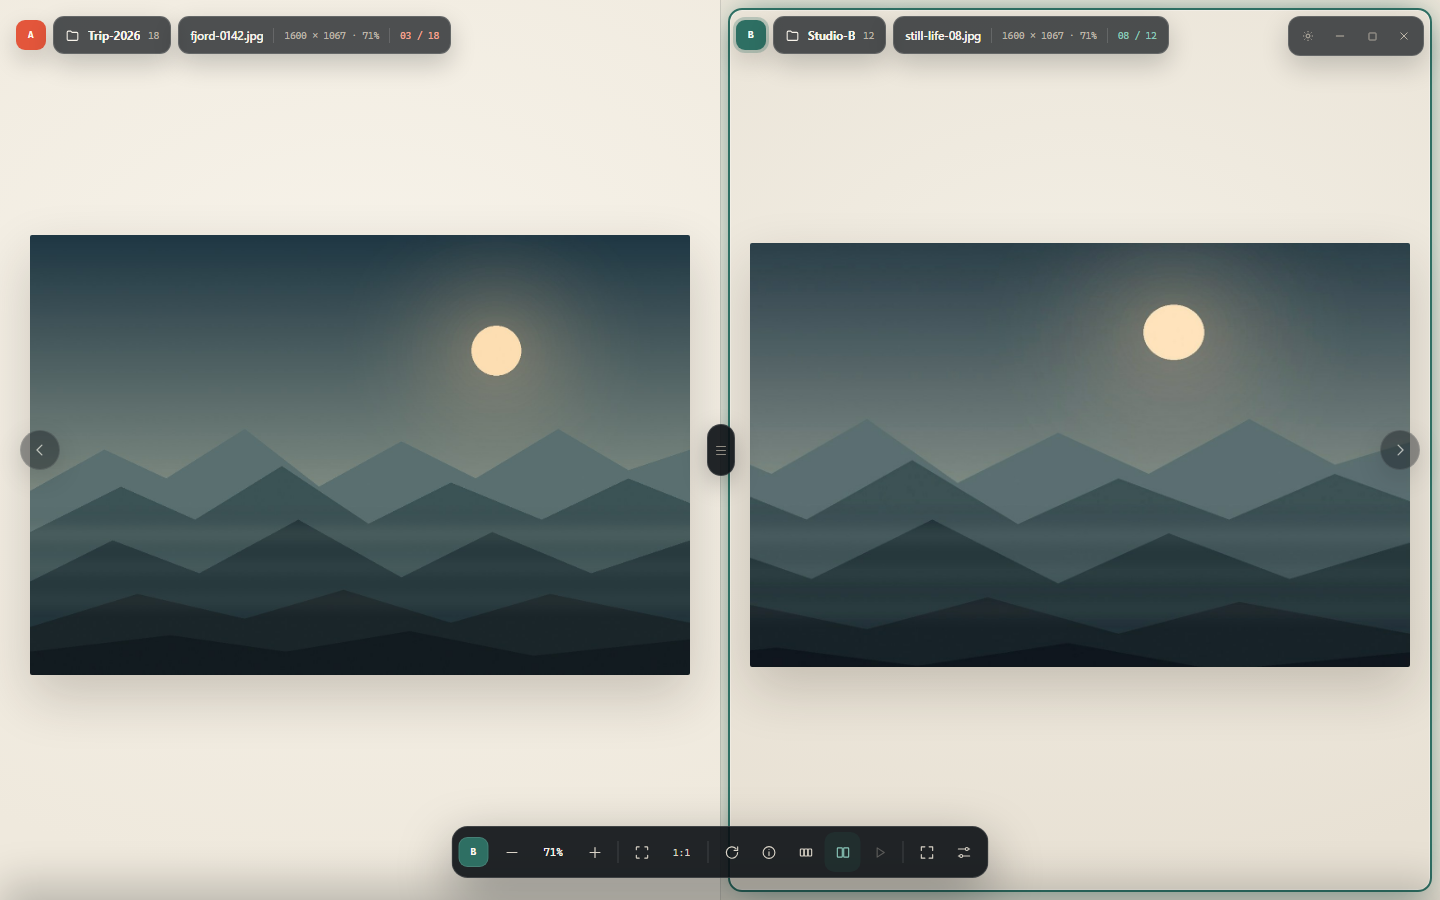 A Trip-2026 18 fjord-0142.jpg 1600 × 1067 · 71% 03 / 18
B Studio-B 12 still-life-08.jpg 1600 × 1067 · 71% 08 / 12
B 71% 1:1